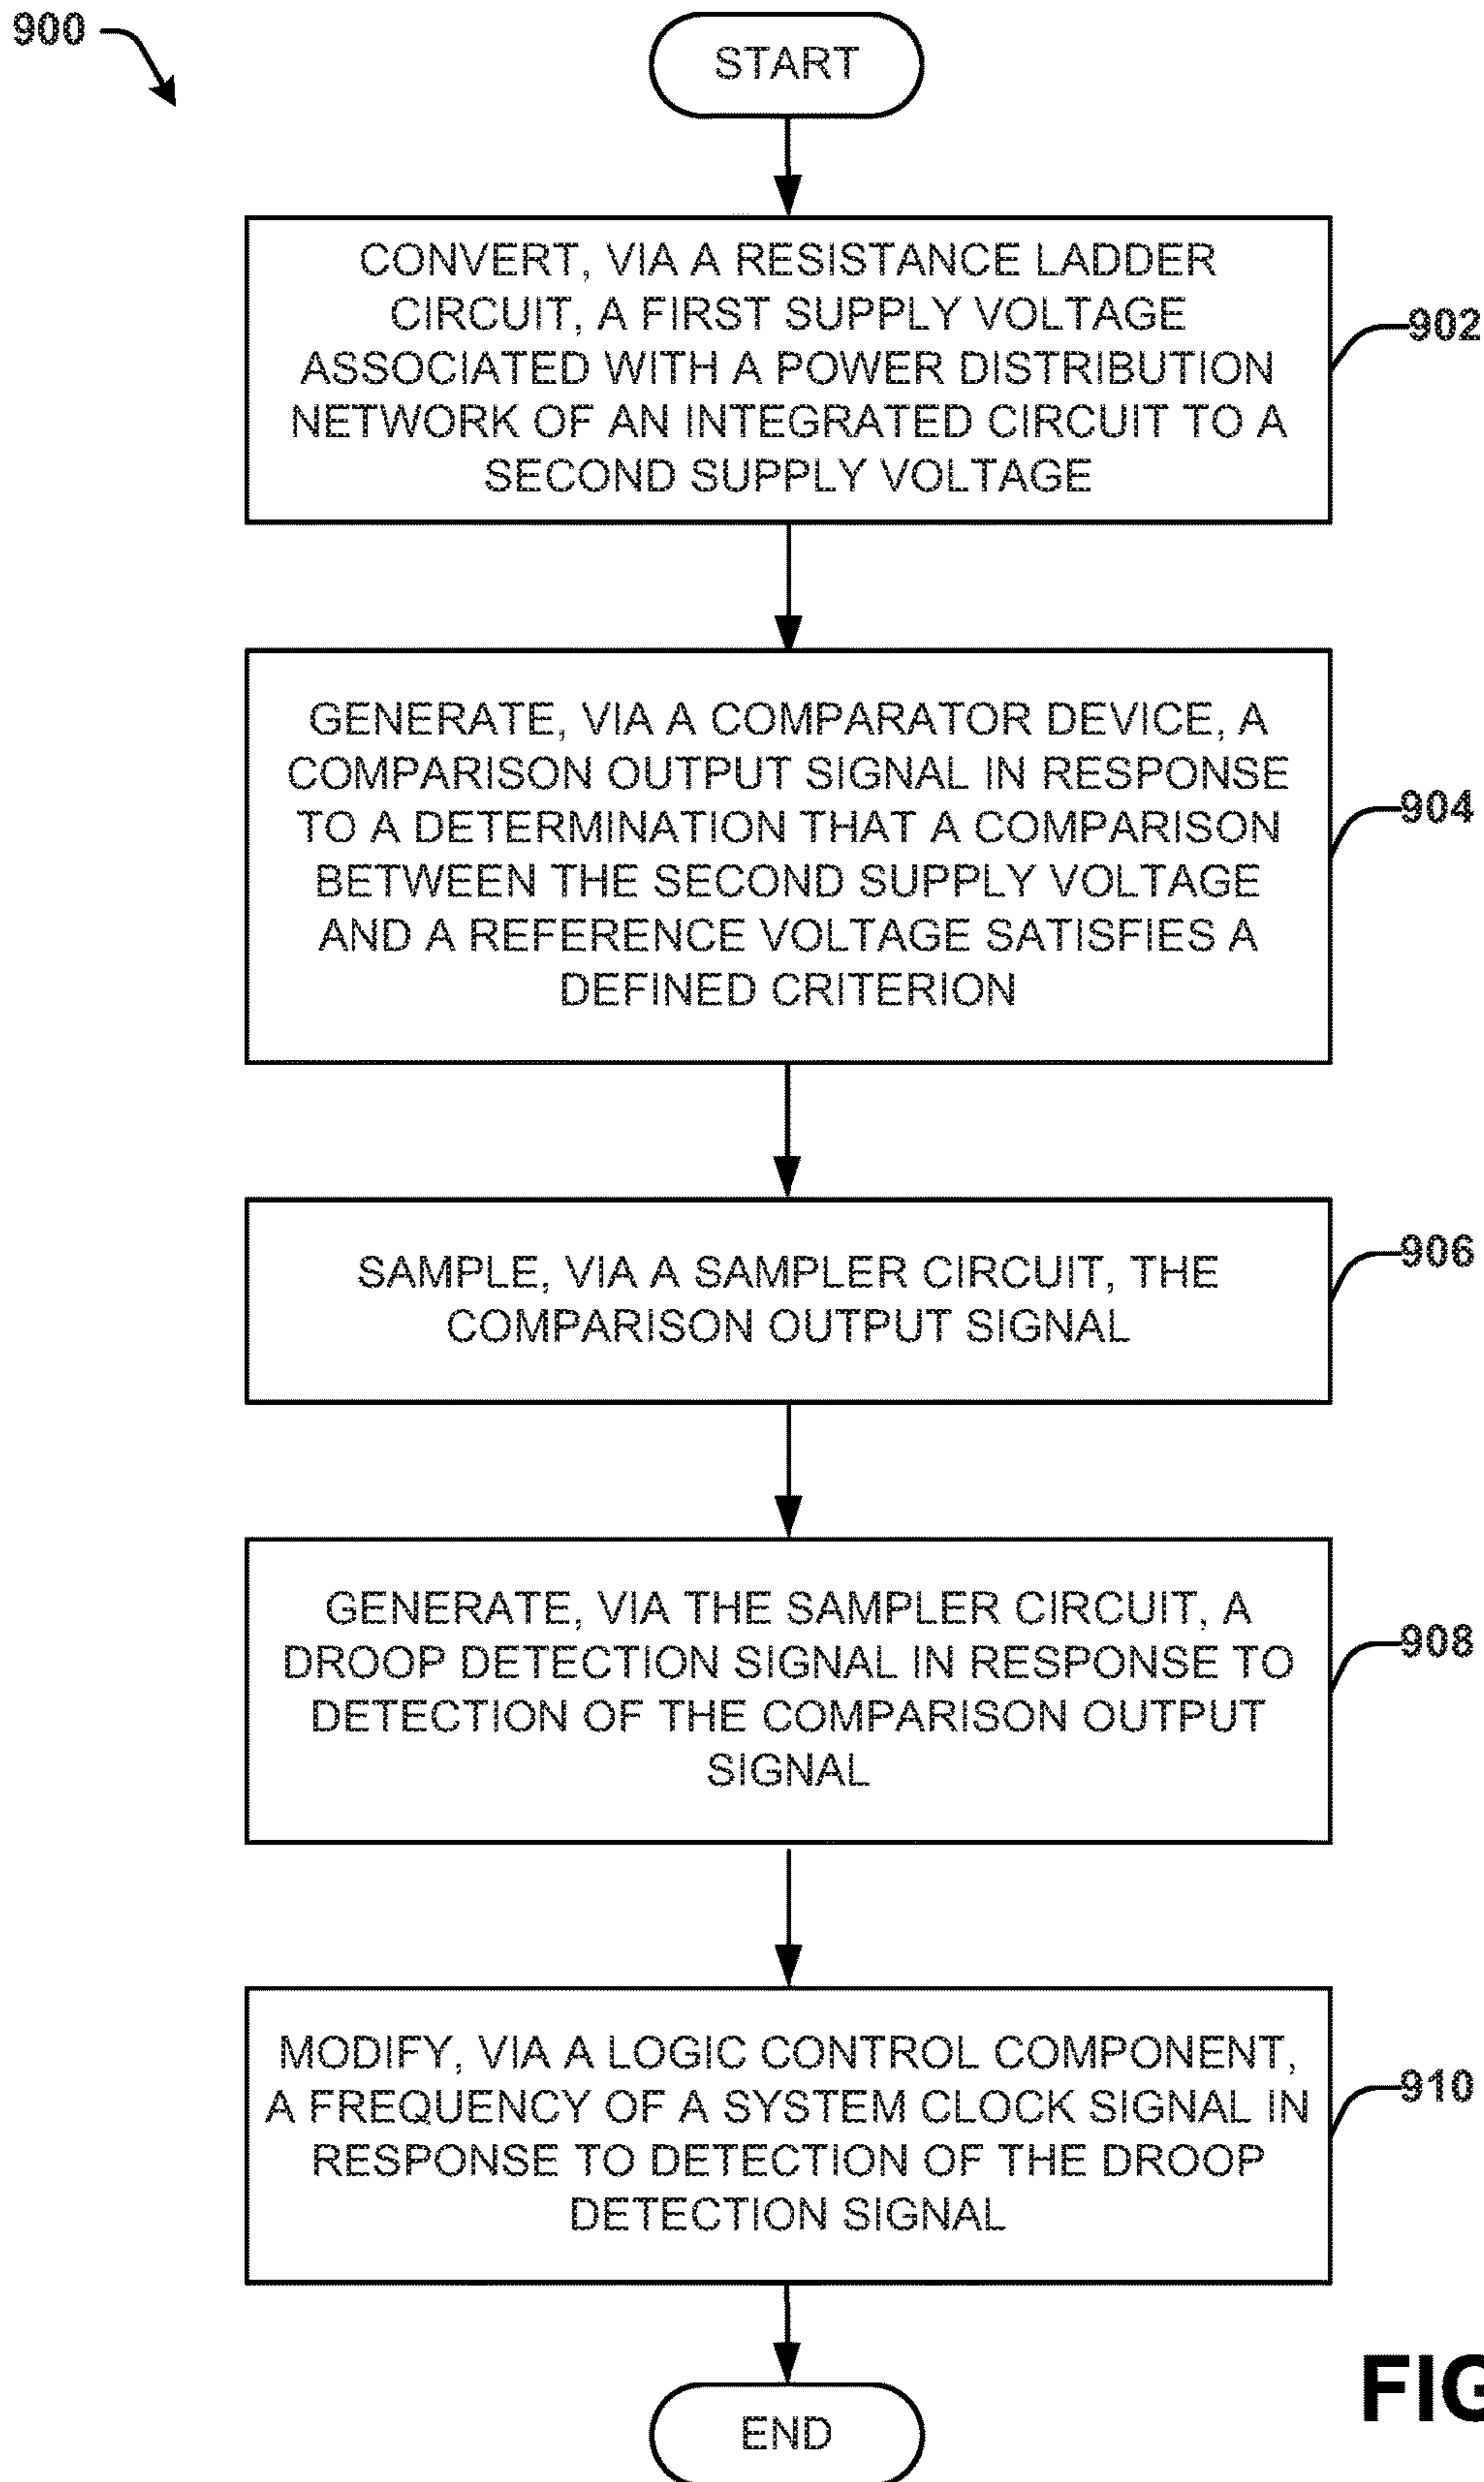 900
START
CONVERT, VIA A RESISTANCE LADDER
CIRCUIT, A FIRST SUPPLY VOLTAGE
ASSOCIATED WITH A POWER DISTRIBUTION
NETWORK OF AN INTEGRATED CIRCUIT TO A
SECOND SUPPLY VOLTAGE
902
GENERATE, VIA A COMPARATOR DEVICE, A
COMPARISON OUTPUT SIGNAL IN RESPONSE
TO A DETERMINATION THAT A COMPARISON
BETWEEN THE SECOND SUPPLY VOLTAGE
AND A REFERENCE VOLTAGE SATISFIES A
DEFINED CRITERION
904
SAMPLE, VIA A SAMPLER CIRCUIT, THE
COMPARISON OUTPUT SIGNAL
906
GENERATE, VIA THE SAMPLER CIRCUIT, A
DROOP DETECTION SIGNAL IN RESPONSE TO
DETECTION OF THE COMPARISON OUTPUT
SIGNAL
908
MODIFY, VIA A LOGIC CONTROL COMPONENT,
A FREQUENCY OF A SYSTEM CLOCK SIGNAL IN
RESPONSE TO DETECTION OF THE DROOP
DETECTION SIGNAL
910
END
FIG